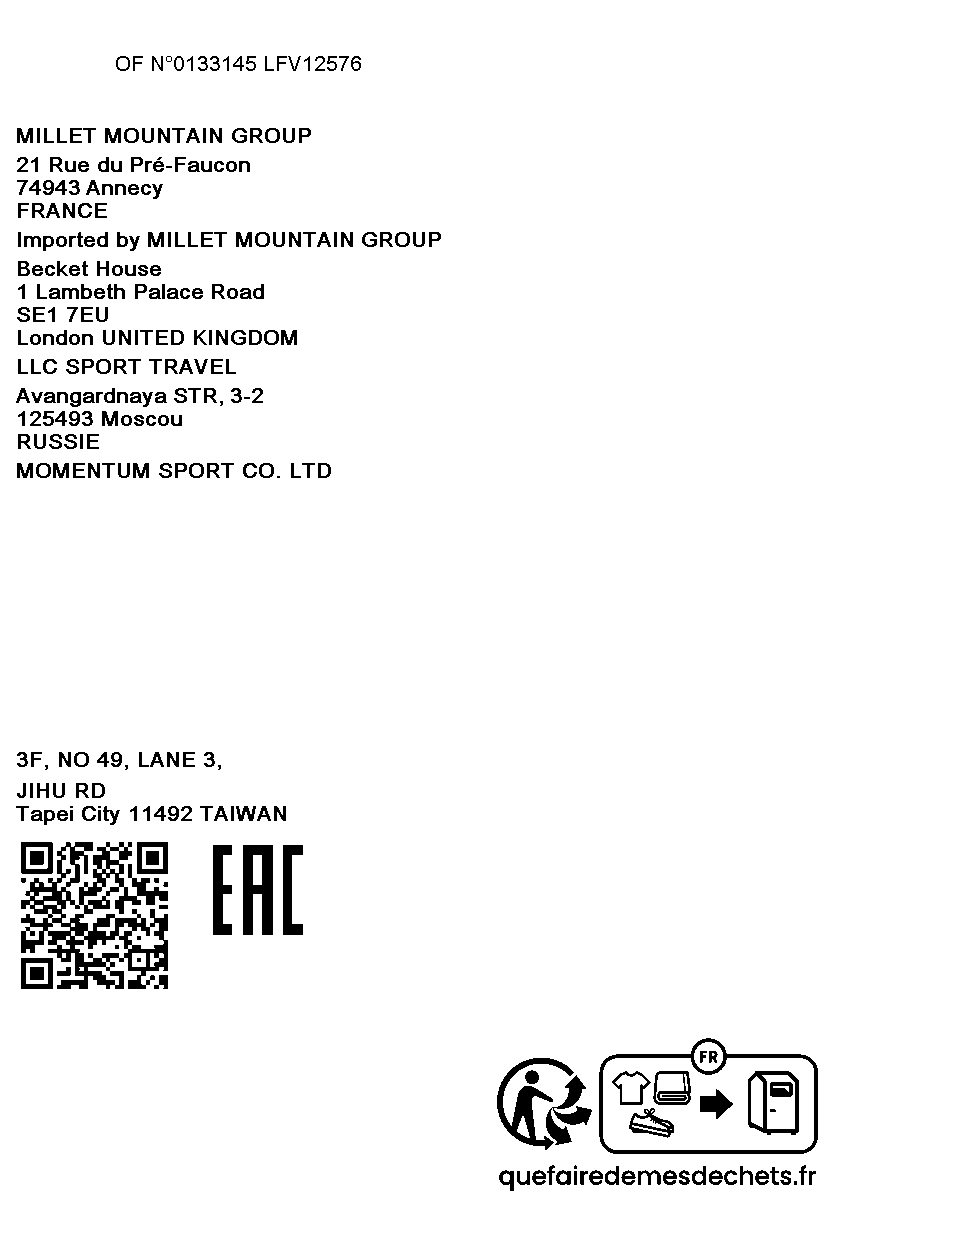 OF N°0133145 LFV12576
MILLET MOUNTAIN GROUP
21 Rue du Pré-Faucon
74943 Annecy
FRANCE
Imported by MILLET MOUNTAIN GROUP
Becket House
1 Lambeth Palace Road
SE1 7EU
London UNITED KINGDOM
LLC SPORT TRAVEL
Avangardnaya STR, 3-2
125493 Moscou
RUSSIE
MOMENTUM SPORT CO. LTD
3F, NO 49, LANE 3,
JIHU RD
Tapei City 11492 TAIWAN
EAC
FR
quefairedemesdechets.fr